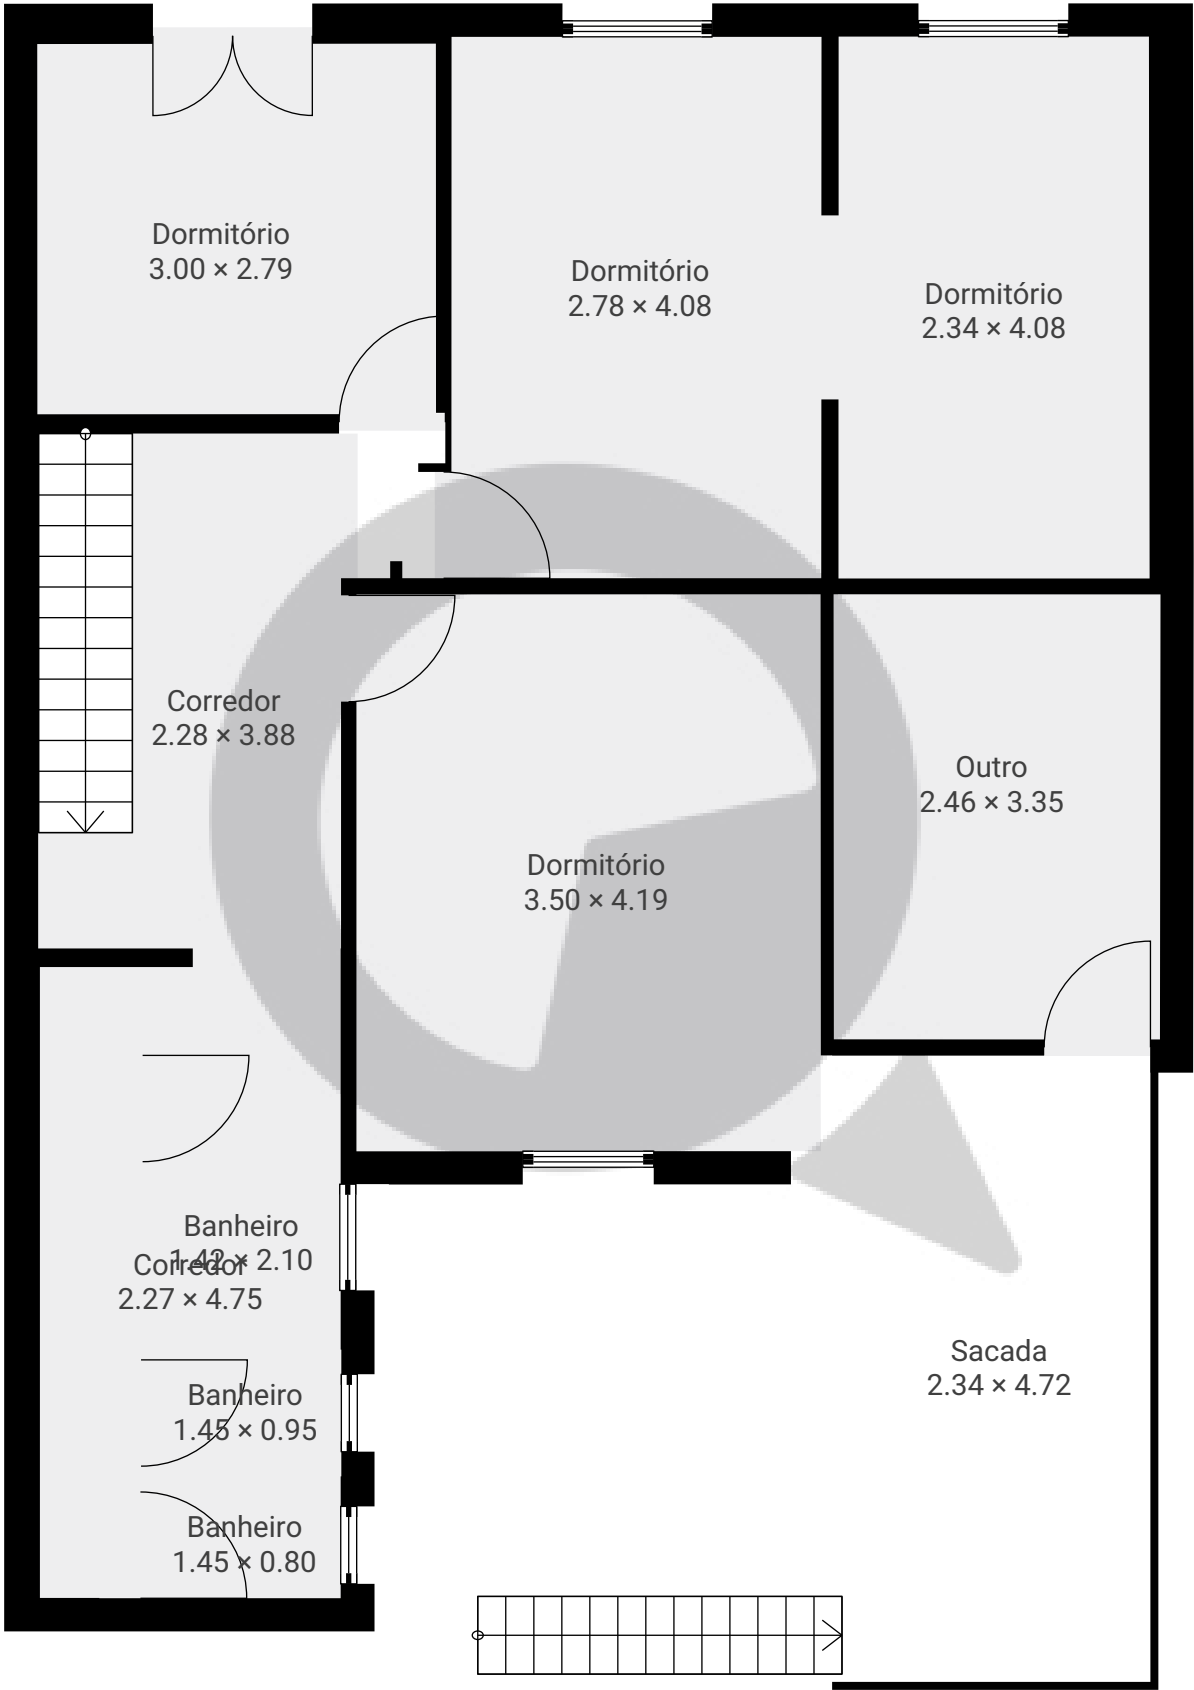 Dormitório
3.00 × 2.79
Dormitório
2.78 × 4.08
Dormitório
2.34 × 4.08
Corredor
2.28 × 3.88
Outro
2.46 × 3.35
Dormitório
3.50 × 4.19
Banheiro
1.42 × 2.10
Corredor
2.27 × 4.75
Sacada
2.34 × 4.72
Banheiro
1.45 × 0.95
Banheiro
1.45 × 0.80